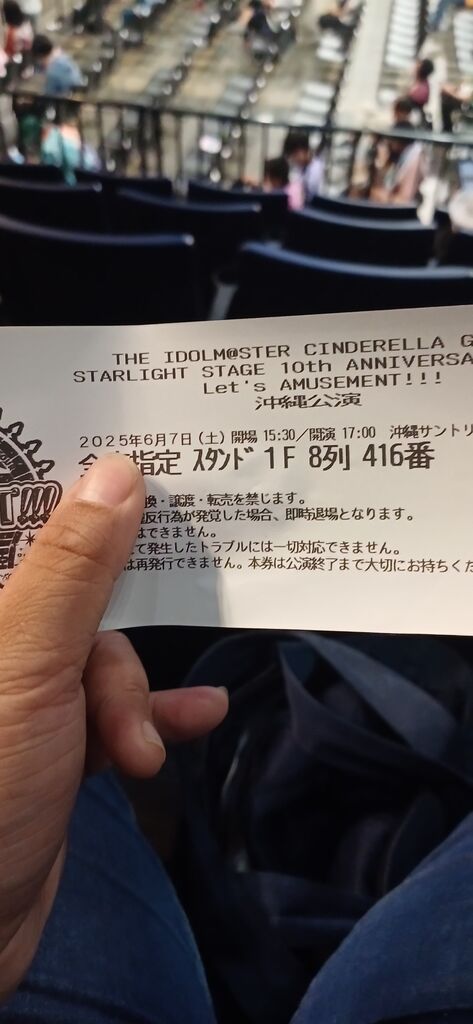 THE IDOLM@STER CINDERELLA G
STARLIGHT STAGE 10th ANNIVERSA
Let's AMUSEMENT!!!
沖縄公演
2025年6月7日(土) 開場 15:30/開演 17:00 沖縄サントリ
指定 スタンド 1F 8列 416番
・譲渡・転売を禁じます。
反行為が発覚した場合、即時退場となります。
はできません。
て発生したトラブルには一切対応できません。
は再発行できません。本券は公演終了まで大切にお持ちくだ
T!!!